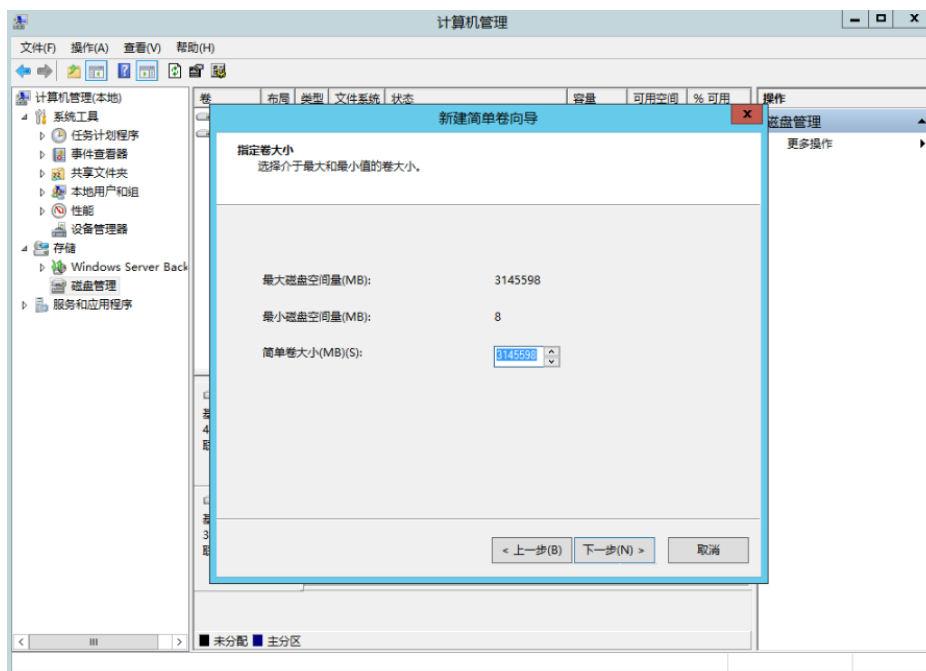 计算机管理
文件(F) 操作(A) 查看(V) 帮助(H)
计算机管理(本地)
系统工具
任务计划程序
事件查看器
共享文件夹
本地用户和组
性能
设备管理器
存储
Windows Server Back
磁盘管理
服务和应用程序
卷 布局 类型 文件系统 状态 容量 可用空间 % 可用
操作
磁盘管理
更多操作
新建简单卷向导
指定卷大小
选择介于最大和最小值的卷大小。
最大磁盘空间量(MB): 3145598
最小磁盘空间量(MB): 8
简单卷大小(MB)(S): 3145598
< 上一步(B) 下一步(N) > 取消
基
4
联
基
3
联
未分配 主分区